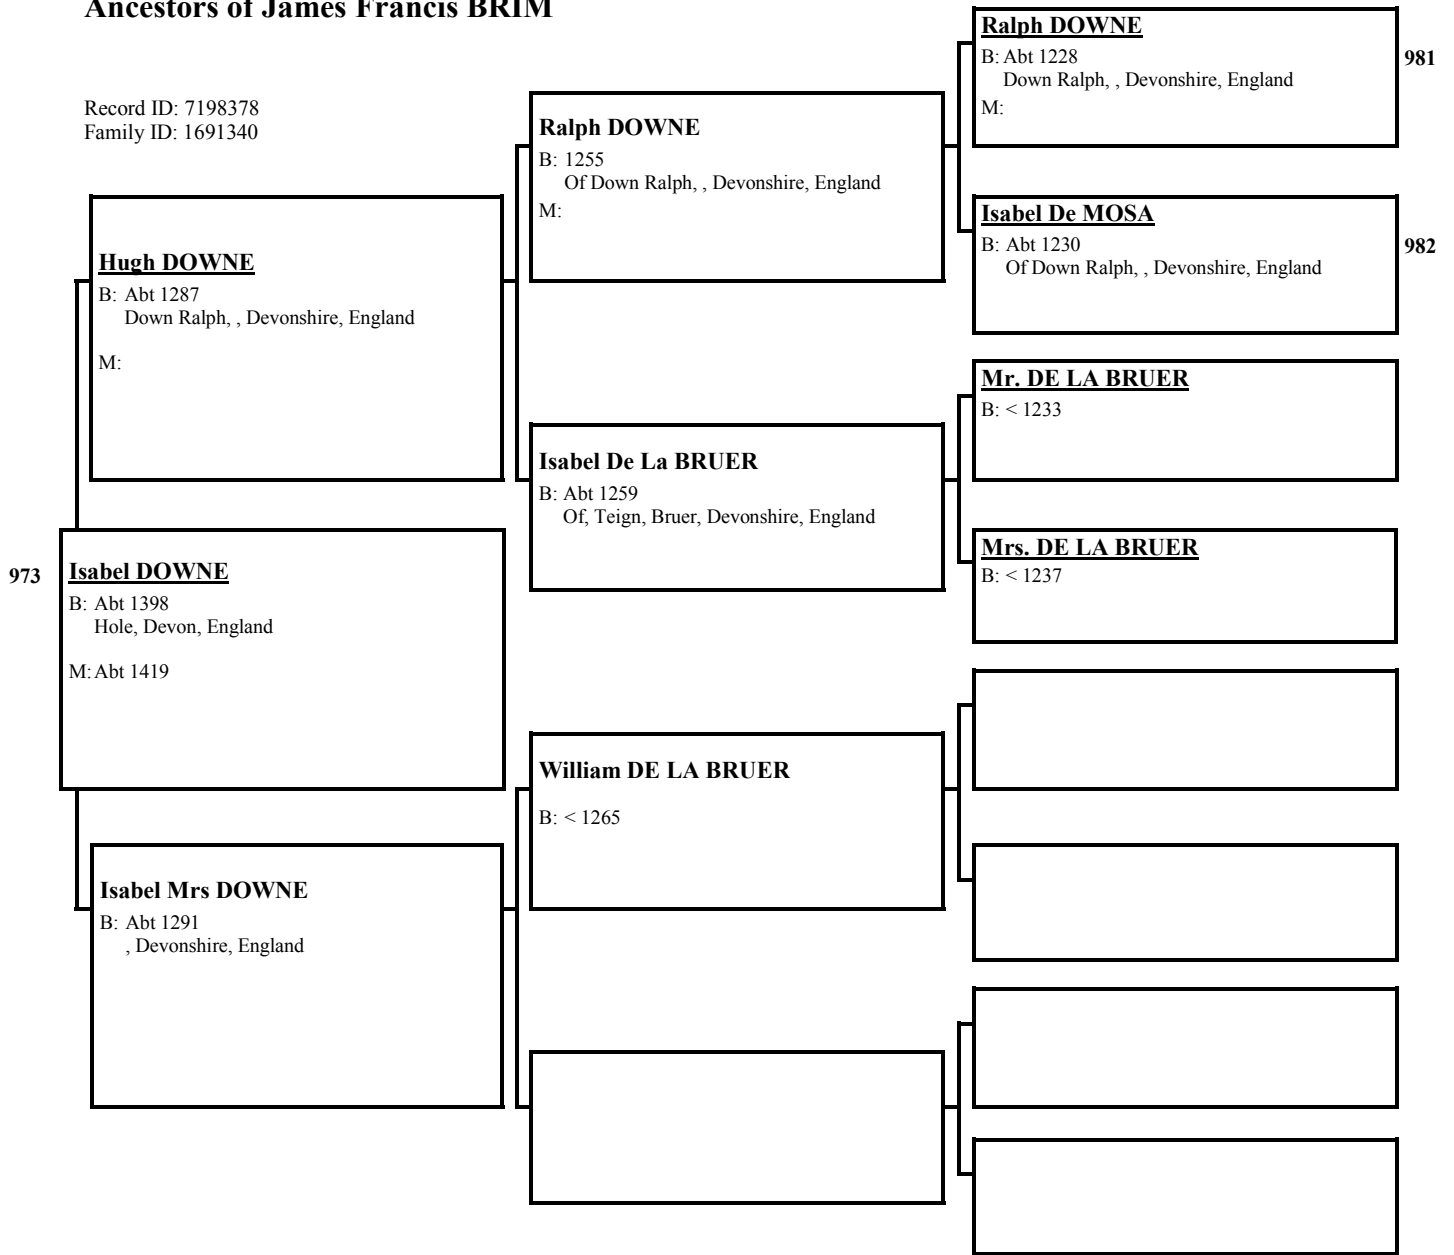 Ancestors of James Francis BRIM
Record ID: 7198378
Family ID: 1691340
973
Isabel DOWNE
B: Abt 1398
Hole, Devon, England
M: Abt 1419
Hugh DOWNE
B: Abt 1287
Down Ralph, , Devonshire, England
M:
Isabel Mrs DOWNE
B: Abt 1291
, Devonshire, England
Ralph DOWNE
B: 1255
Of Down Ralph, , Devonshire, England
M:
Isabel De La BRUER
B: Abt 1259
Of, Teign, Bruer, Devonshire, England
William DE LA BRUER
B: < 1265
Ralph DOWNE
B: Abt 1228
Down Ralph, , Devonshire, England
M:
981
Isabel De MOSA
B: Abt 1230
Of Down Ralph, , Devonshire, England
982
Mr. DE LA BRUER
B: < 1233
Mrs. DE LA BRUER
B: < 1237